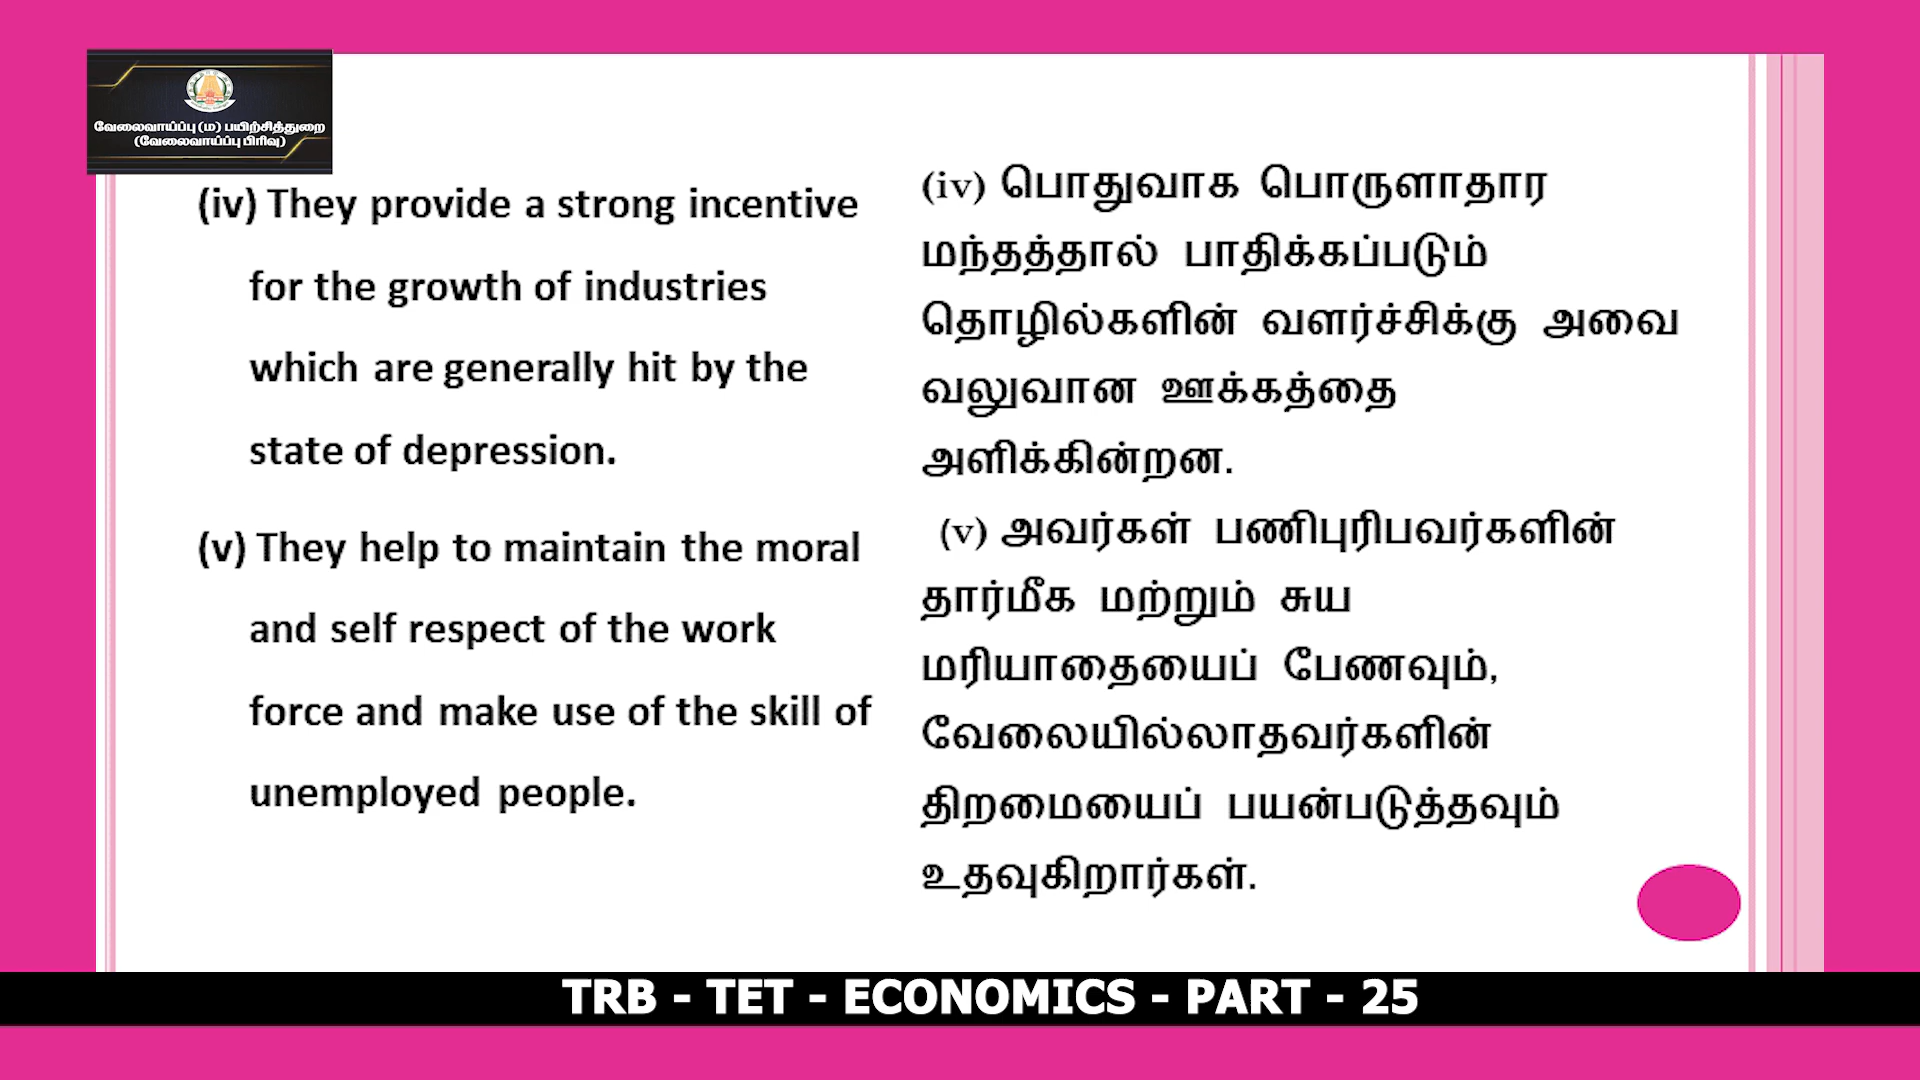 வேலைவாய்ப்பு (ம) பயிற்சித்துறை
(வேலைவாய்ப்பு பிரிவு)
(iv) They provide a strong incentive
for the growth of industries
which are generally hit by the
state of depression.
(v) They help to maintain the moral
and self respect of the work
force and make use of the skill of
unemployed people.
(iv) பொதுவாக பொருளாதார
மந்தத்தால் பாதிக்கப்படும்
தொழில்களின் வளர்ச்சிக்கு அவை
வலுவான ஊக்கத்தை
அளிக்கின்றன.
(v) அவர்கள் பணிபுரிபவர்களின்
தார்மீக மற்றும் சுய
மரியாதையைப் பேணவும்,
வேலையில்லாதவர்களின்
திறமையைப் பயன்படுத்தவும்
உதவுகிறார்கள்.
TRB - TET - ECONOMICS - PART - 25